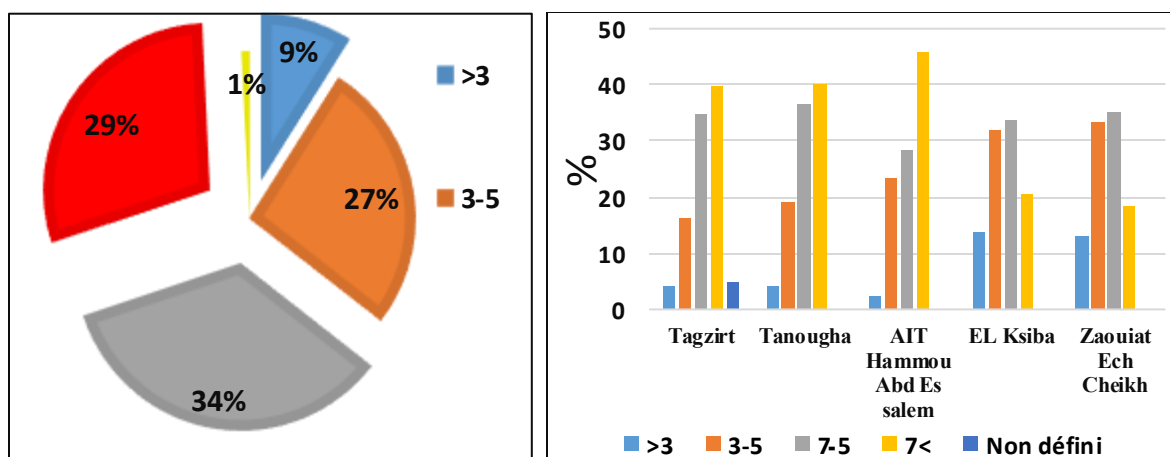 9%
1%
29%
27%
34%
>3
3-5
%
50
40
30
20
10
0
Tagzirt
Tanougha
AIT
Hammou
Abd Es
salem
EL Ksiba
Zaouiat
Ech
Cheikh
>3 3-5 7-5 7< Non défini